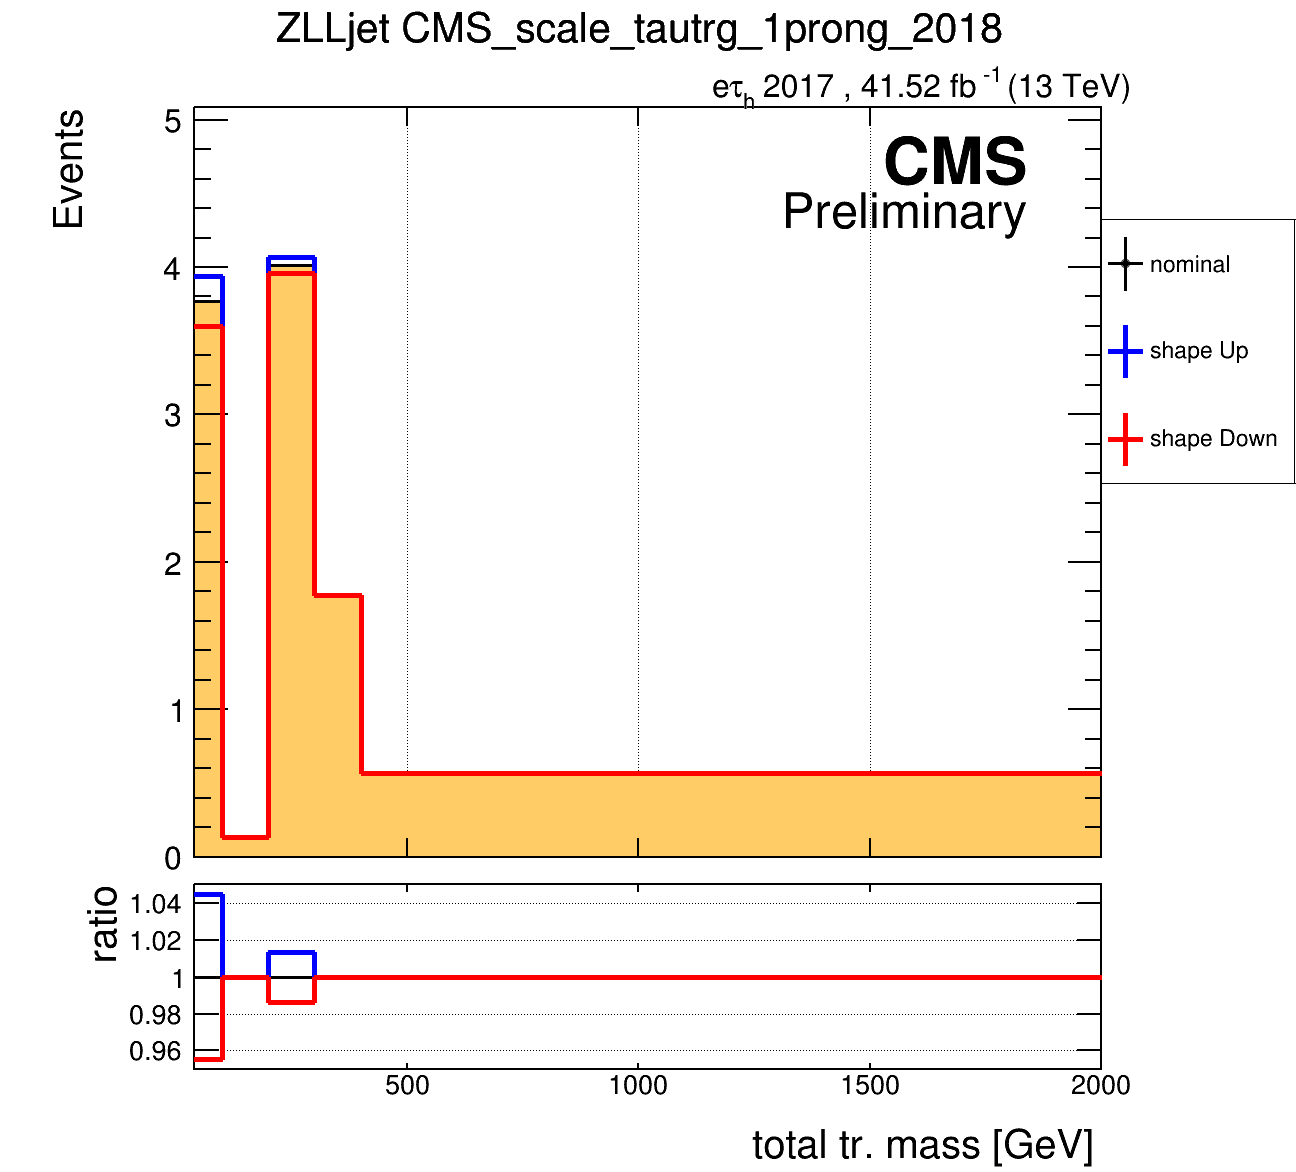 ZLLjet CMS_scale_tautrg_1prong_2018
eτh 2017 , 41.52 fb -1 (13 TeV)
Events
5
4
3
2
1
0
CMS
Preliminary
nominal
shape Up
shape Down
ratio
1.04
1.02
1
0.98
0.96
500
1000
1500
2000
total tr. mass [GeV]